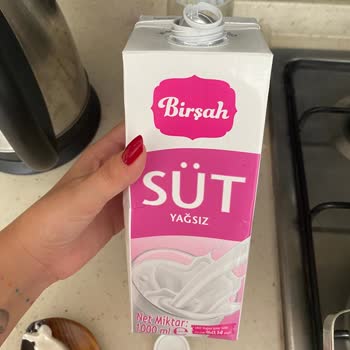 Birşah
SÜT
YAĞSIZ
Net Miktar:
1000 ml e